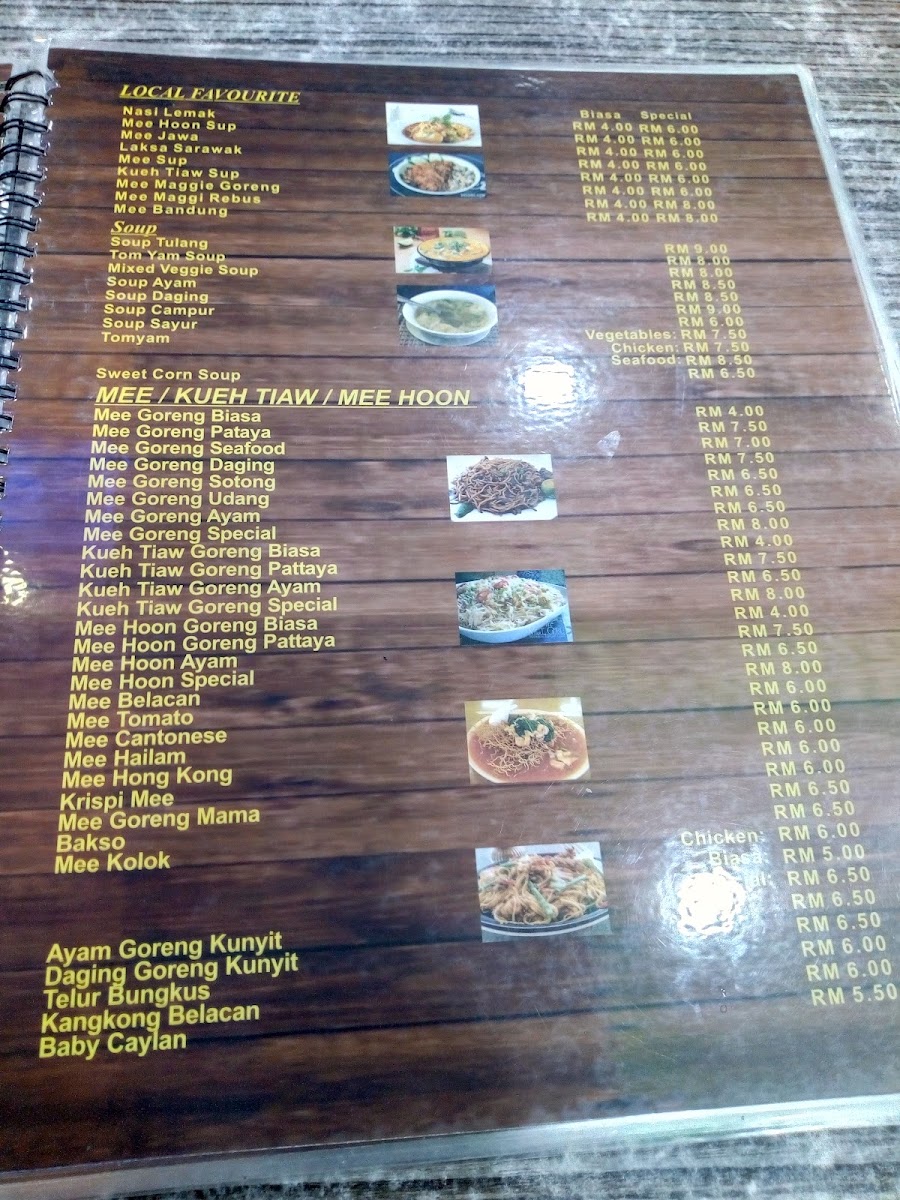 LOCAL FAVOURITE
Nasi Lemak
Mee Hoon Sup
Mee Jawa
Laksa Sarawak
Mee Sup
Kueh Tiaw Sup
Mee Maggie Goreng
Mee Maggi Rebus
Mee Bandung
Biasa Special
RM 4.00 RM 6.00
RM 4.00 RM 6.00
RM 4.00 RM 6.00
RM 4.00 RM 6.00
RM 4.00 RM 6.00
RM 4.00 RM 6.00
RM 4.00 RM 8.00
RM 4.00 RM 8.00
Soup
Soup Tulang
Tom Yam Soup
Mixed Veggie Soup
Soup Ayam
Soup Daging
Soup Campur
Soup Sayur
Tomyam
Sweet Corn Soup
RM 9.00
RM 8.00
RM 8.00
RM 8.50
RM 8.50
RM 9.00
RM 6.00
Vegetables: RM 7.50
Chicken: RM 7.50
Seafood: RM 8.50
RM 6.50
MEE / KUEH TIAW / MEE HOON
Mee Goreng Biasa
Mee Goreng Pataya
Mee Goreng Seafood
Mee Goreng Daging
Mee Goreng Sotong
Mee Goreng Udang
Mee Goreng Ayam
Mee Goreng Special
Kueh Tiaw Goreng Biasa
Kueh Tiaw Goreng Pattaya
Kueh Tiaw Goreng Ayam
Kueh Tiaw Goreng Special
Mee Hoon Goreng Biasa
Mee Hoon Goreng Pattaya
Mee Hoon Ayam
Mee Hoon Special
Mee Belacan
Mee Tomato
Mee Cantonese
Mee Hailam
Mee Hong Kong
Krispi Mee
Mee Goreng Mama
Bakso
Mee Kolok
Ayam Goreng Kunyit
Daging Goreng Kunyit
Telur Bungkus
Kangkong Belacan
Baby Caylan
RM 4.00
RM 7.50
RM 7.00
RM 7.50
RM 6.50
RM 6.50
RM 6.50
RM 8.00
RM 4.00
RM 7.50
RM 6.50
RM 8.00
RM 4.00
RM 7.50
RM 6.50
RM 8.00
RM 6.00
RM 6.00
RM 6.00
RM 6.00
RM 6.00
RM 6.50
RM 6.50
Chicken: RM 6.00
Biasa: RM 5.00
RM 6.50
RM 6.50
RM 6.50
RM 6.00
RM 6.00
RM 5.50